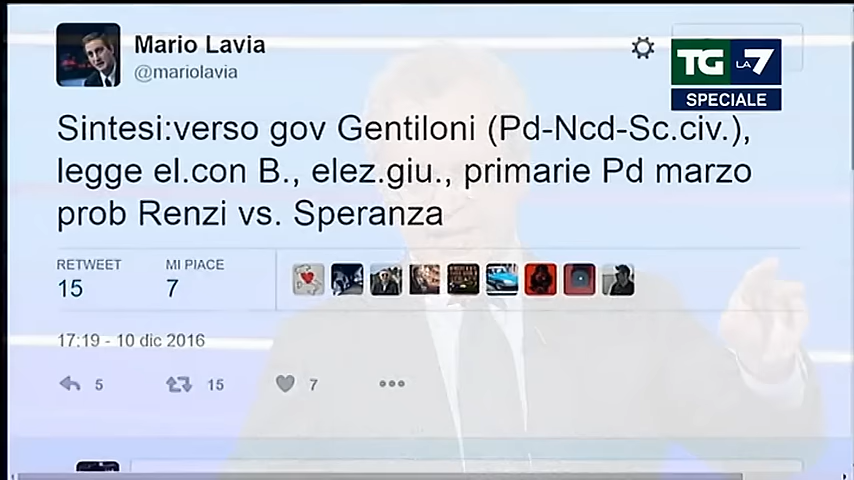 Mario Lavia
@mariolavia
TG LA 7
SPECIALE
Sintesi:verso gov Gentiloni (Pd-Ncd-Sc.civ.),
legge el.con B., elez.giu., primarie Pd marzo
prob Renzi vs. Speranza
RETWEET MI PIACE
15 7
17:19 - 10 dic 2016
5 15 7